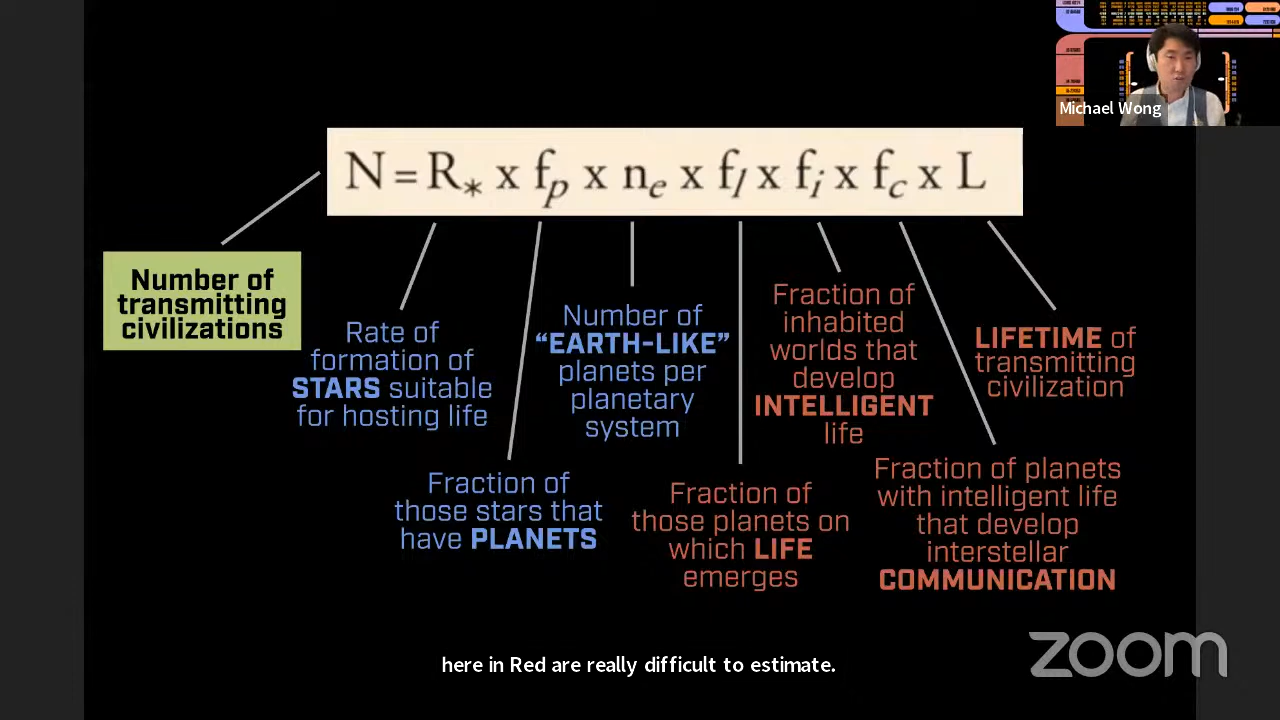 Michael Wong
N = R* x fp x ne x fl x fi x fc x L
Number of
transmitting
civilizations
Rate of
formation of
STARS suitable
for hosting life
Fraction of
those stars that
have PLANETS
Number of
“EARTH-LIKE”
planets per
planetary
system
Fraction of
those planets on
which LIFE
emerges
Fraction of
inhabited
worlds that
develop
INTELLIGENT
life
Fraction of planets
with intelligent life
that develop
interstellar
COMMUNICATION
LIFETIME of
transmitting
civilization
here in Red are really difficult to estimate.
zoom